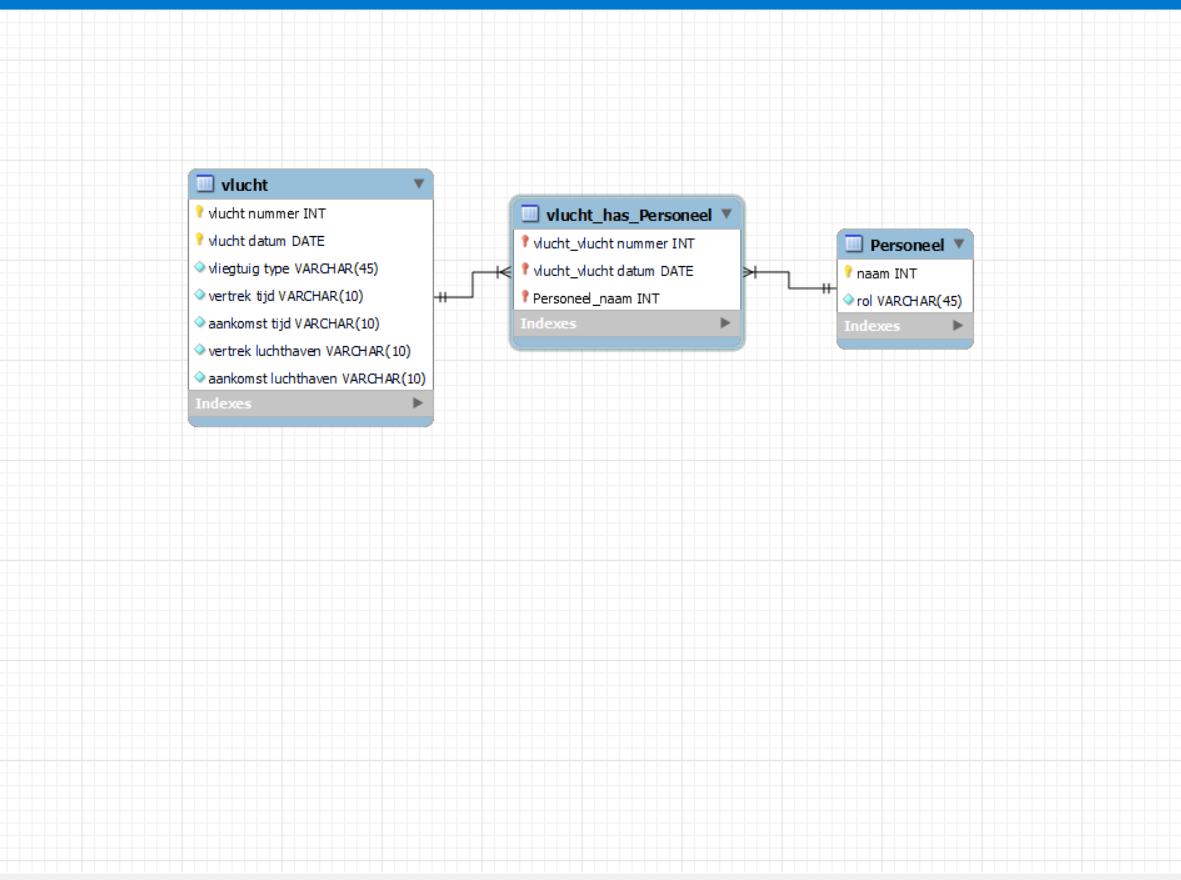 vlucht
vlucht nummer INT
vlucht datum DATE
vliegtuig type VARCHAR(45)
vertrek tijd VARCHAR(10)
aankomst tijd VARCHAR(10)
vertrek luchthaven VARCHAR(10)
aankomst luchthaven VARCHAR(10)
Indexes
vlucht_has_Personeel
vlucht_vlucht nummer INT
vlucht_vlucht datum DATE
Personeel_naam INT
Indexes
Personeel
naam INT
rol VARCHAR(45)
Indexes